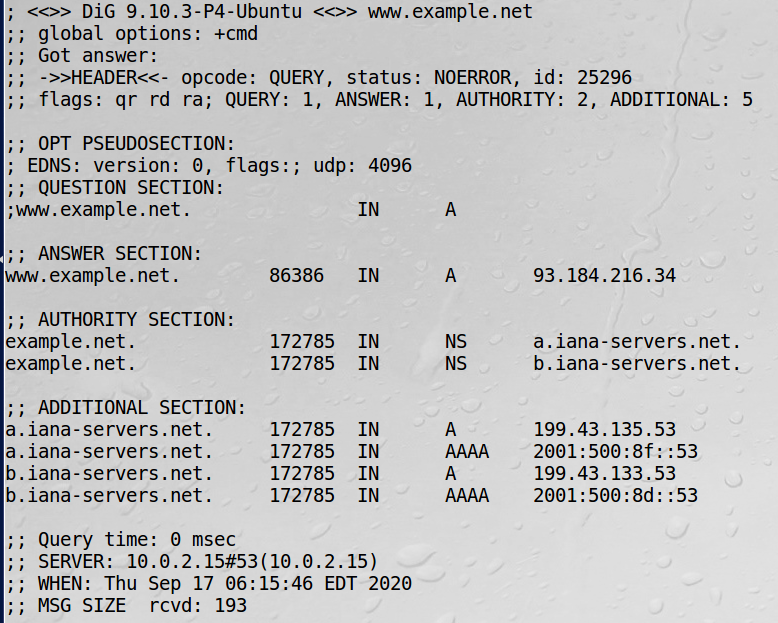 ; <<>> DiG 9.10.3-P4-Ubuntu <<>> www.example.net
;; global options: +cmd
;; Got answer:
;; ->>HEADER<<- opcode: QUERY, status: NOERROR, id: 25296
;; flags: qr rd ra; QUERY: 1, ANSWER: 1, AUTHORITY: 2, ADDITIONAL: 5
;; OPT PSEUDOSECTION:
; EDNS: version: 0, flags:; udp: 4096
;; QUESTION SECTION:
;www.example.net. IN A
;; ANSWER SECTION:
www.example.net. 86386 IN A 93.184.216.34
;; AUTHORITY SECTION:
example.net. 172785 IN NS a.iana-servers.net.
example.net. 172785 IN NS b.iana-servers.net.
;; ADDITIONAL SECTION:
a.iana-servers.net. 172785 IN A 199.43.135.53
a.iana-servers.net. 172785 IN AAAA 2001:500:8f::53
b.iana-servers.net. 172785 IN A 199.43.133.53
b.iana-servers.net. 172785 IN AAAA 2001:500:8d::53
;; Query time: 0 msec
;; SERVER: 10.0.2.15#53(10.0.2.15)
;; WHEN: Thu Sep 17 06:15:46 EDT 2020
;; MSG SIZE rcvd: 193